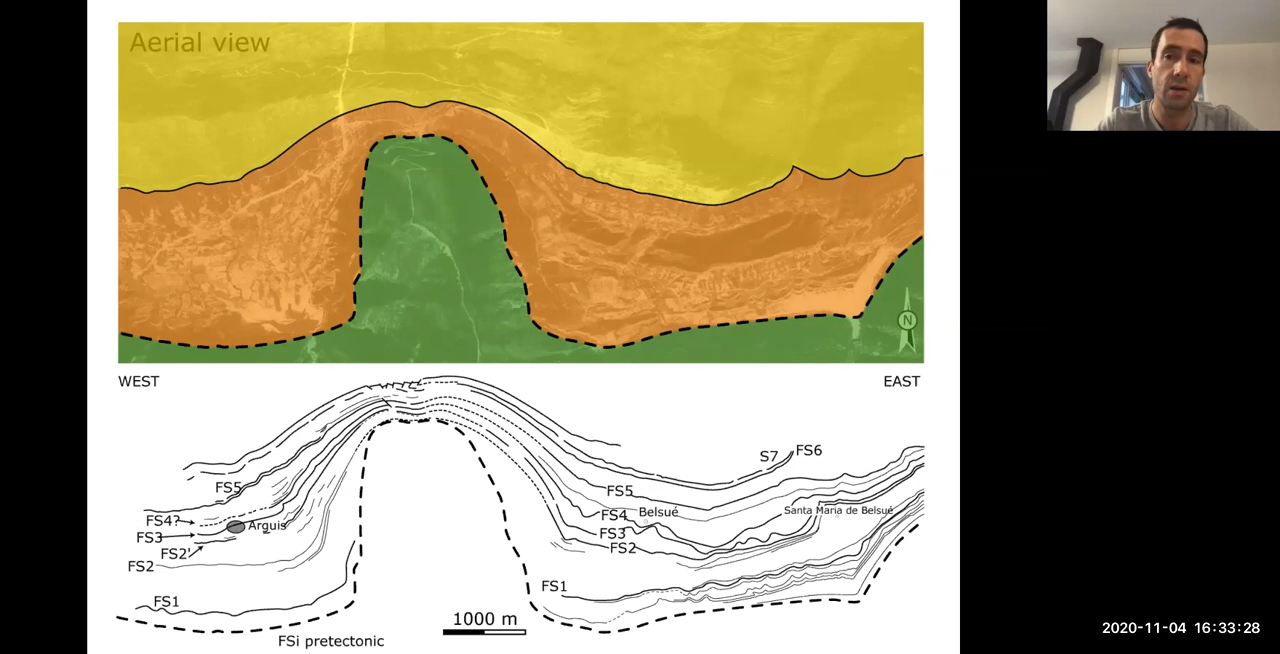 Aerial view
N
WEST
EAST
S7
FS6
FS5
FS5
FS4
Belsué
Santa Maria de Belsué
FS4?
Arguis
FS3
FS3
FS2'
FS2
FS2
FS1
FS1
1000 m
FSi pretectonic
2020-11-04 16:33:28